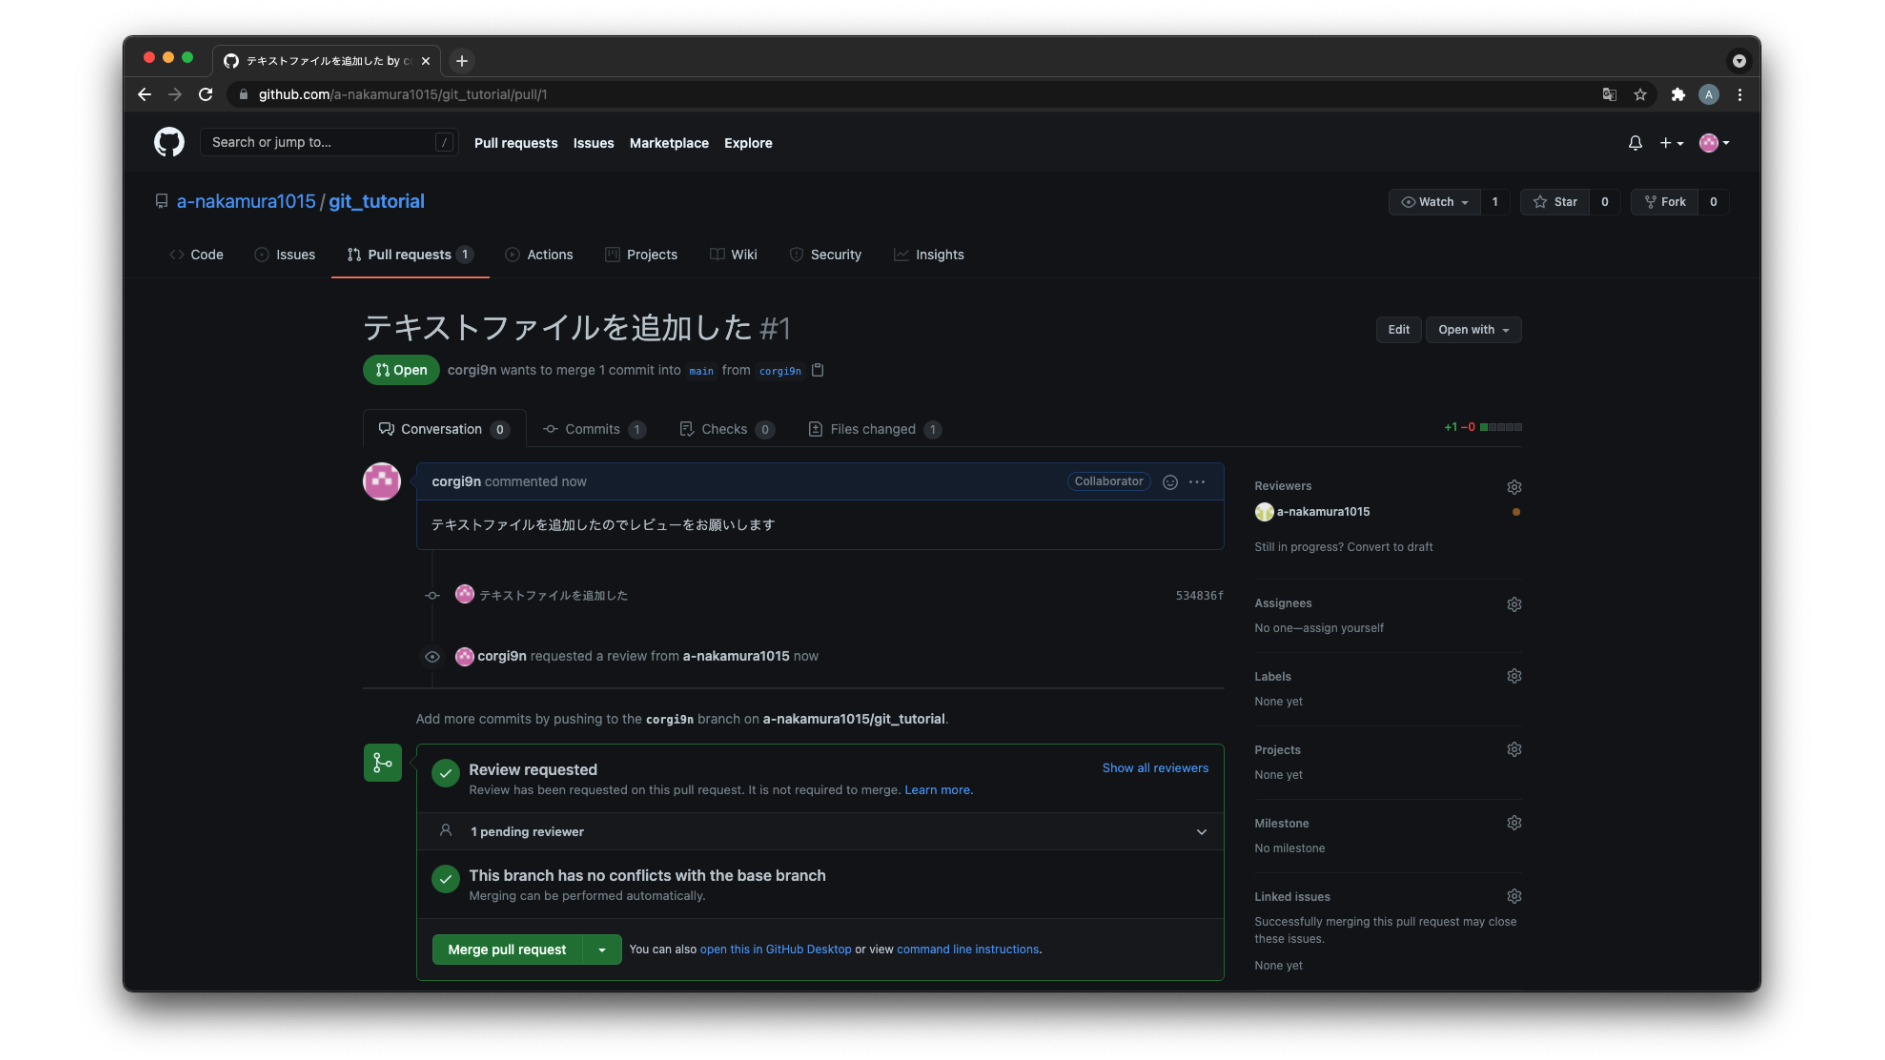 テキストファイルを追加した by
github.com/a-nakamura1015/git_tutorial/pull/1
A
Search or jump to...
/
Pull requests
Issues
Marketplace
Explore
a-nakamura1015 / git_tutorial
Watch 1
Star 0
Fork 0
Code
Issues
Pull requests 1
Actions
Projects
Wiki
Security
Insights
テキストファイルを追加した #1
Edit
Open with
Open
corgi9n wants to merge 1 commit into main from corgi9n
Conversation 0
Commits 1
Checks 0
Files changed 1
+1 −0
corgi9n commented now
Collaborator
テキストファイルを追加したのでレビューをお願いします
テキストファイルを追加した
534836f
corgi9n requested a review from a-nakamura1015 now
Add more commits by pushing to the corgi9n branch on a-nakamura1015/git_tutorial.
Review requested
Show all reviewers
Review has been requested on this pull request. It is not required to merge. Learn more.
1 pending reviewer
This branch has no conflicts with the base branch
Merging can be performed automatically.
Merge pull request
You can also open this in GitHub Desktop or view command line instructions.
Reviewers
a-nakamura1015
Still in progress? Convert to draft
Assignees
No one—assign yourself
Labels
None yet
Projects
None yet
Milestone
No milestone
Linked issues
Successfully merging this pull request may close
these issues.
None yet